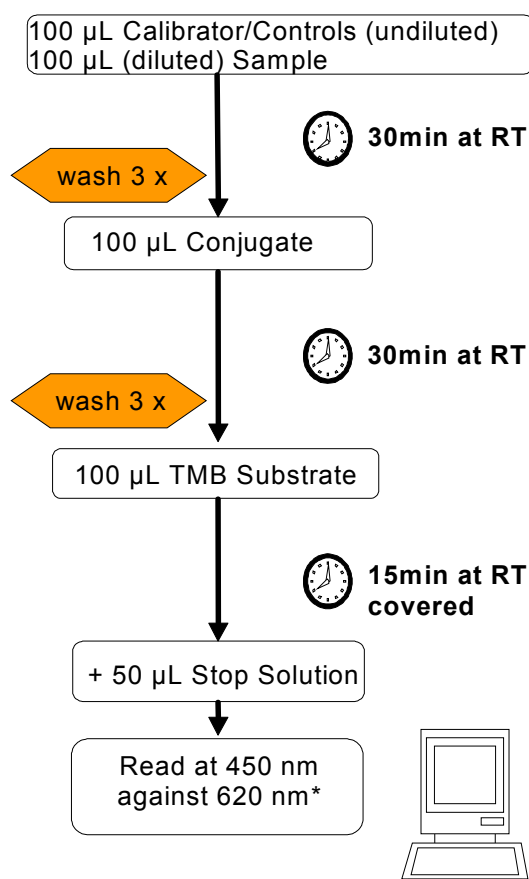 100 µL Calibrator/Controls (undiluted)
100 µL (diluted) Sample
30min at RT
wash 3 x
100 µL Conjugate
30min at RT
wash 3 x
100 µL TMB Substrate
15min at RT
covered
+ 50 µL Stop Solution
Read at 450 nm
against 620 nm*